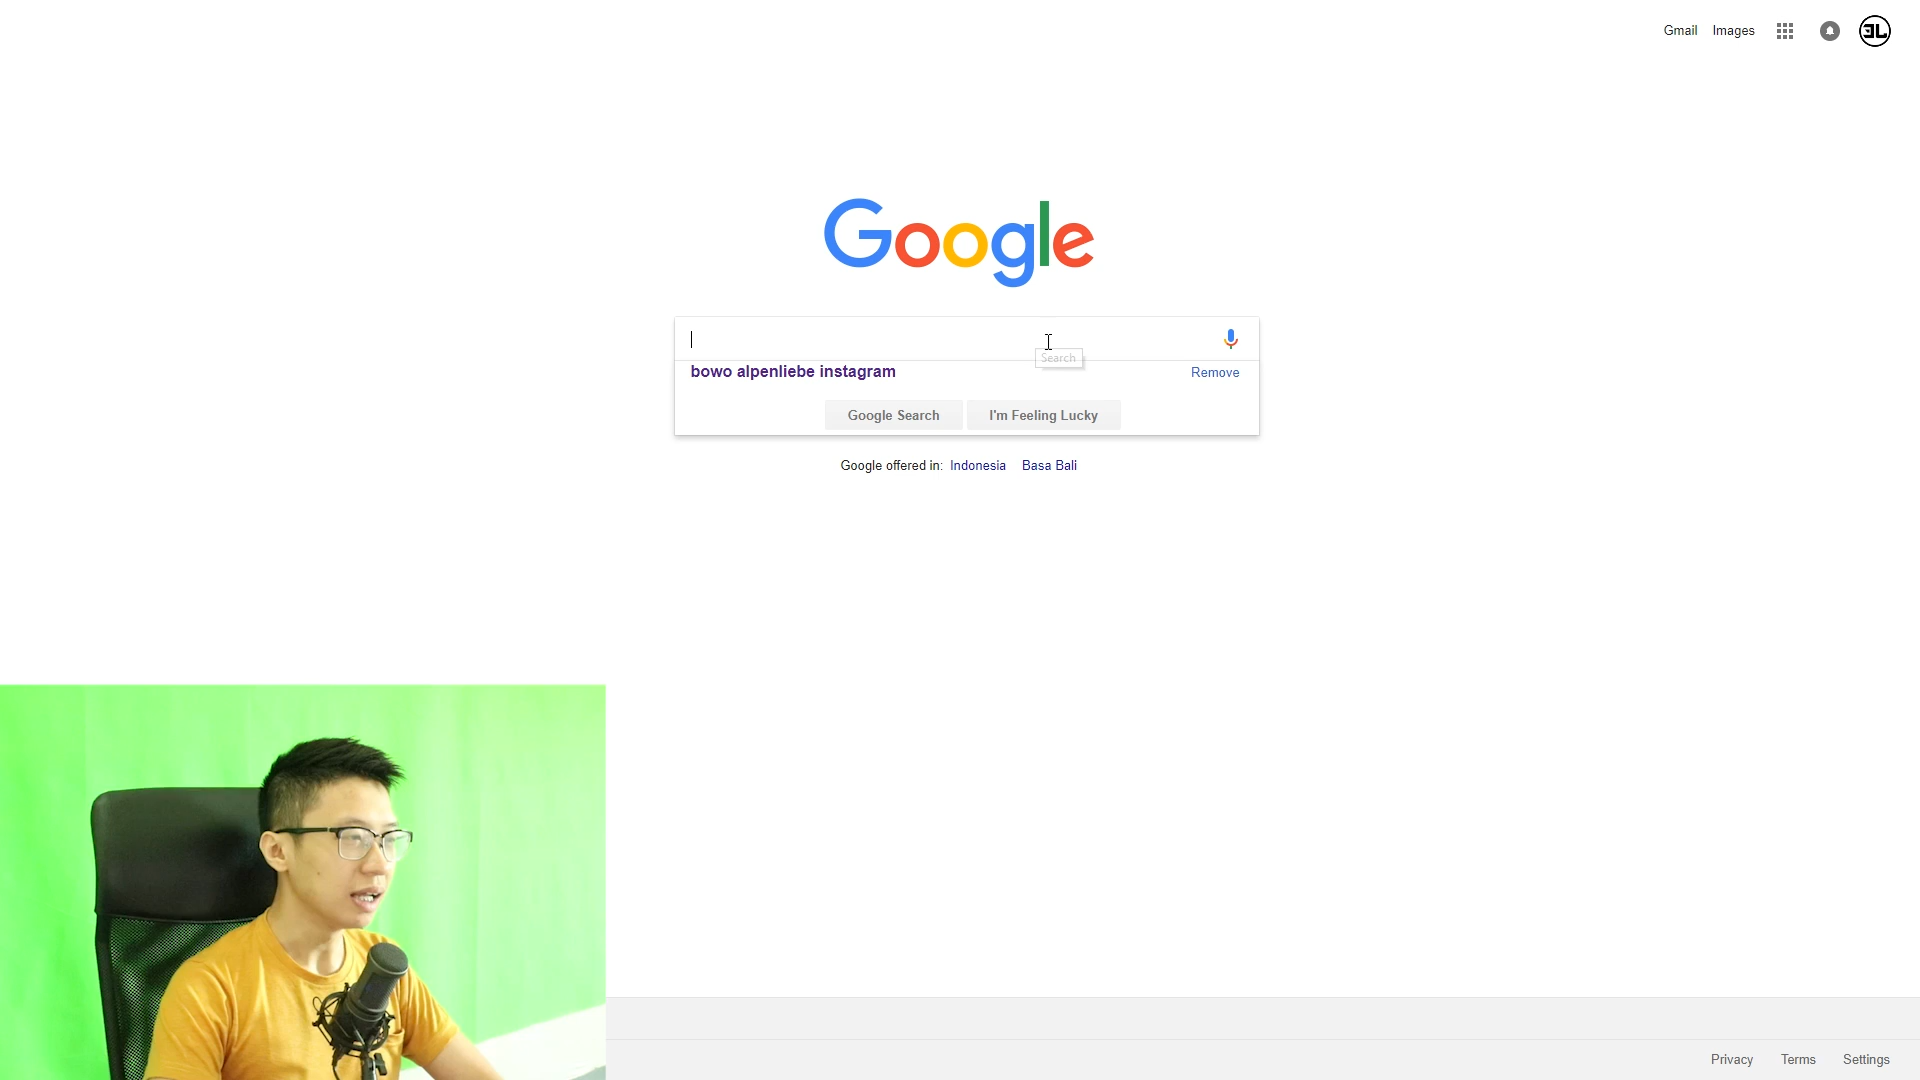 Gmail Images
Google
Search
bowo alpenliebe instagram Remove
Google Search I'm Feeling Lucky
Google offered in: Indonesia Basa Bali
Privacy Terms Settings